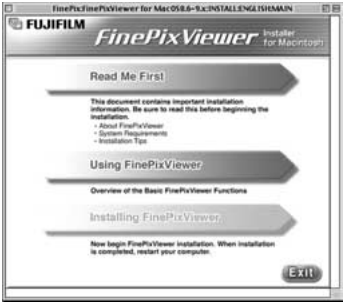 FinePix:FinePixViewer for MacOS8.6~9.x:INSTALL:ENGLISH:MAIN
FUJIFILM
FinePixViewer Installer
for Macintosh
Read Me First
This document contains important installation
information. Be sure to read this before beginning the
installation.
- About FinePixViewer
- System Requirements
- Installation Tips
Using FinePixViewer
Overview of the Basic FinePixViewer Functions
Installing FinePixViewer
Now begin FinePixViewer installation. When installation
is completed, restart your computer.
Exit